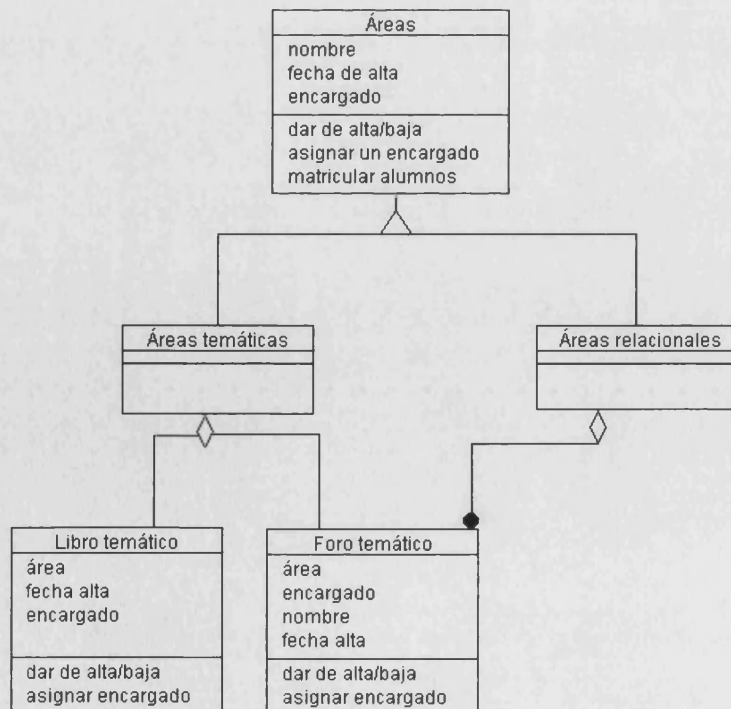 Áreas
nombre
fecha de alta
encargado
dar de alta/baja
asignar un encargado
matricular alumnos
Áreas temáticas
Áreas relacionales
Libro temático
área
fecha alta
encargado
dar de alta/baja
asignar encargado
Foro temático
área
encargado
nombre
fecha alta
dar de alta/baja
asignar encargado